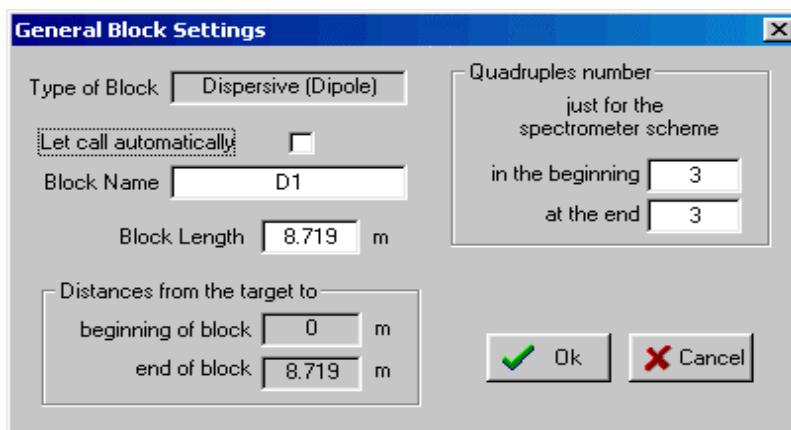 General Block Settings
Type of Block Dispersive (Dipole)
Let call automatically
Block Name D1
Block Length 8.719 m
Distances from the target to
beginning of block 0 m
end of block 8.719 m
Quadruples number
just for the
spectrometer scheme
in the beginning 3
at the end 3
Ok Cancel